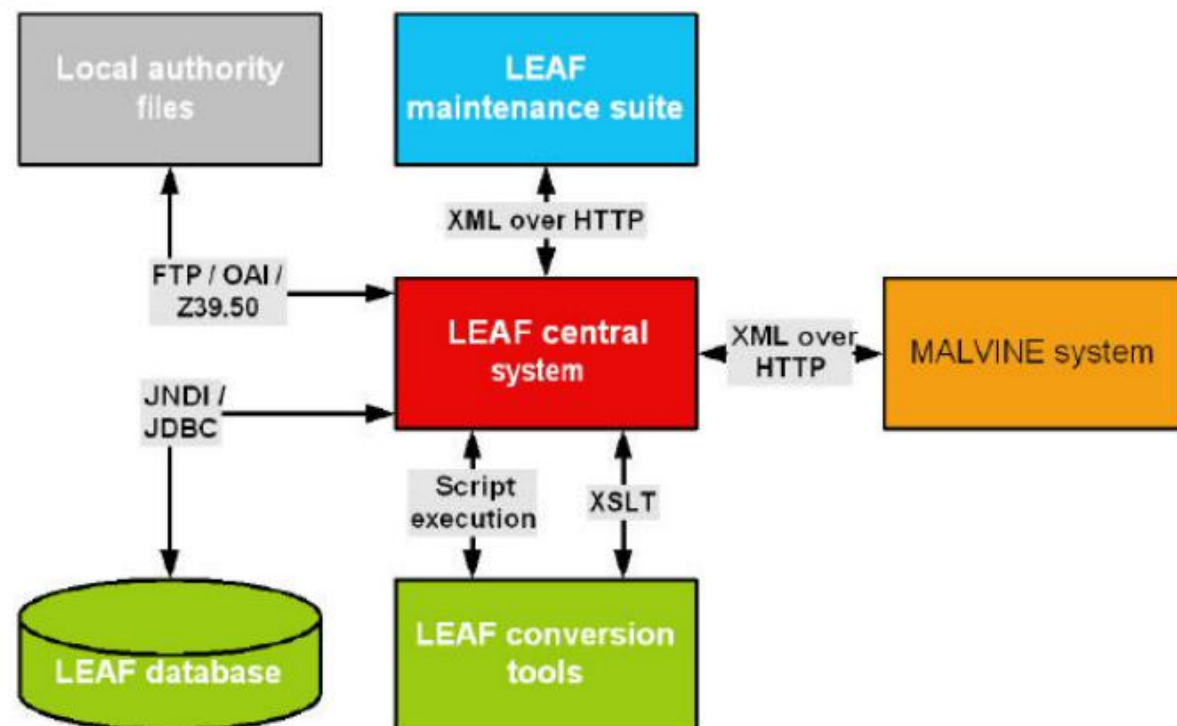 Local authority
files
LEAF
maintenance suite
XML over HTTP
FTP / OAI /
Z39.50
LEAF central
system
XML over
HTTP
MALVINE system
JNDI /
JDBC
Script
execution
XSLT
LEAF database
LEAF conversion
tools